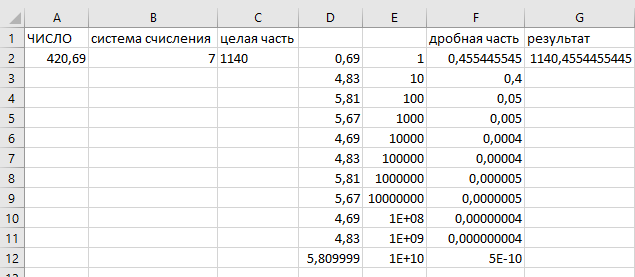 A B C D E F G
1 ЧИСЛО система счисления целая часть дробная часть результат
2 420,69 7 1140 0,69 1 0,455445545 1140,4554455445
3 4,83 10 0,4
4 5,81 100 0,05
5 5,67 1000 0,005
6 4,69 10000 0,0004
7 4,83 100000 0,00004
8 5,81 1000000 0,000005
9 5,67 10000000 0,0000005
10 4,69 1E+08 0,00000004
11 4,83 1E+09 0,000000004
12 5,809999 1E+10 5E-10